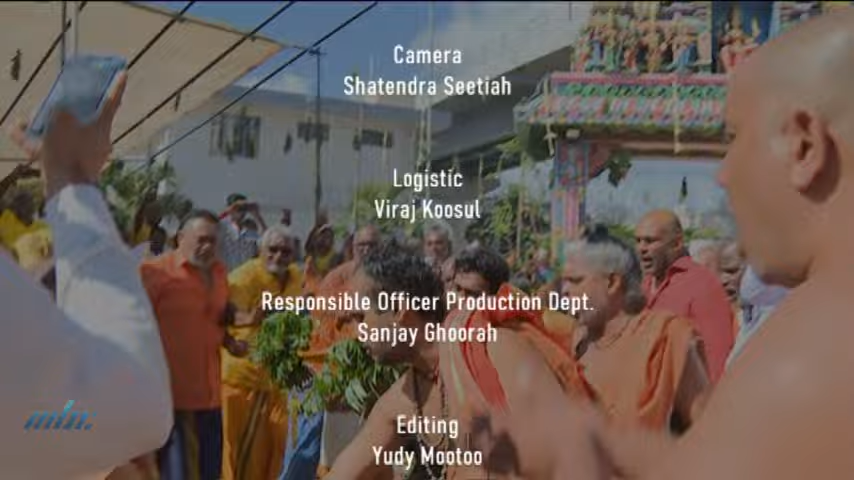 Camera
Shatendra Seetiah
Logistic
Viraj Koosul
Responsible Officer Production Dept.
Sanjay Ghoorah
Editing
Yudy Mootoo